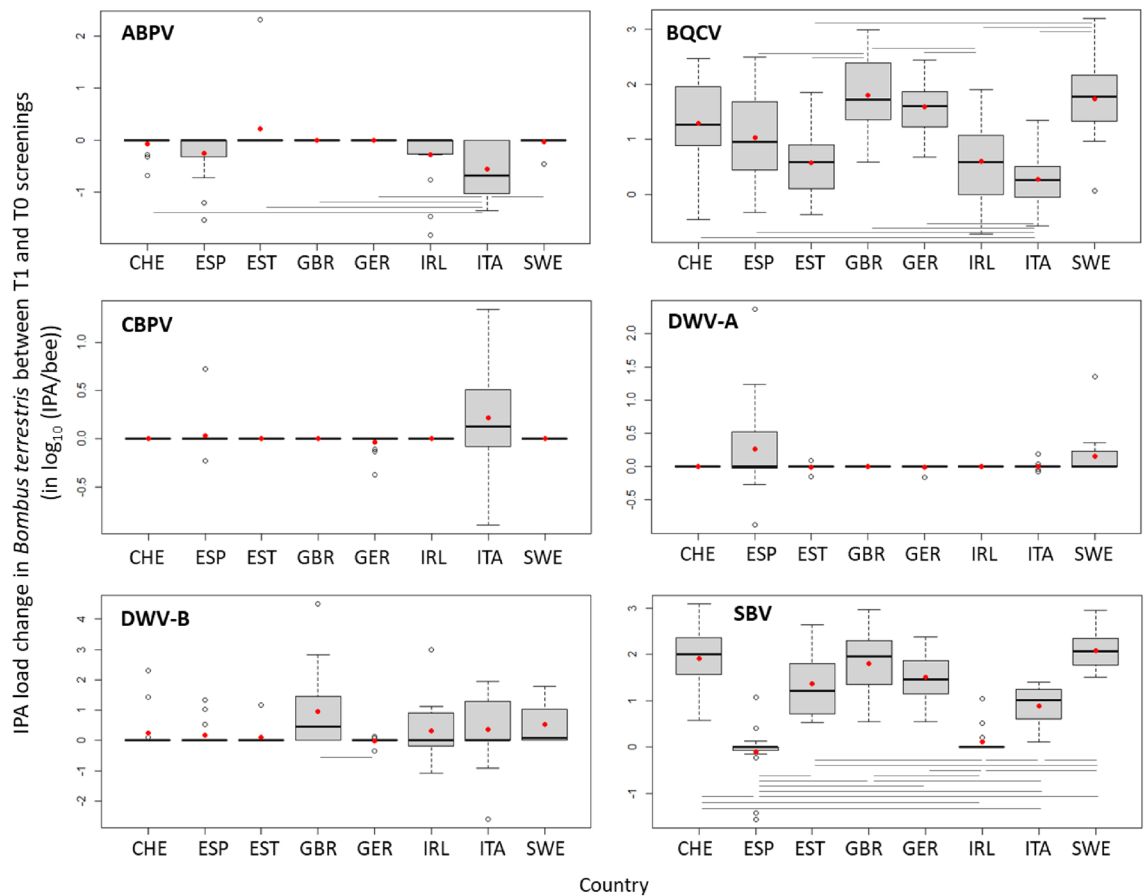 IPA load change in Bombus terrestris between T1 and T0 screenings
(in log10 (IPA/bee))
ABPV
2
1
0
-1
CHE ESP EST GBR GER IRL ITA SWE
BQCV
3
2
1
0
CHE ESP EST GBR GER IRL ITA SWE
CBPV
1.0
0.5
0.0
-0.5
CHE ESP EST GBR GER IRL ITA SWE
DWV-A
2.0
1.5
1.0
0.5
0.0
-0.5
CHE ESP EST GBR GER IRL ITA SWE
DWV-B
4
3
2
1
0
-1
-2
CHE ESP EST GBR GER IRL ITA SWE
SBV
3
2
1
0
-1
CHE ESP EST GBR GER IRL ITA SWE
Country